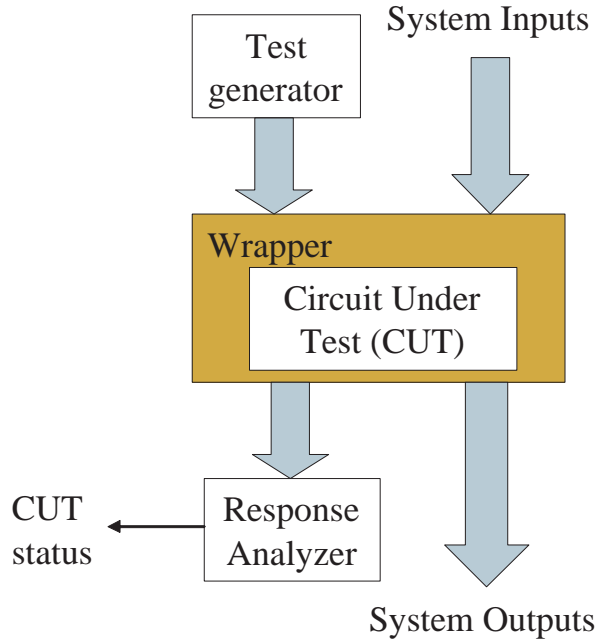 System Inputs
Test
generator
Wrapper
Circuit Under
Test (CUT)
CUT
status
Response
Analyzer
System Outputs